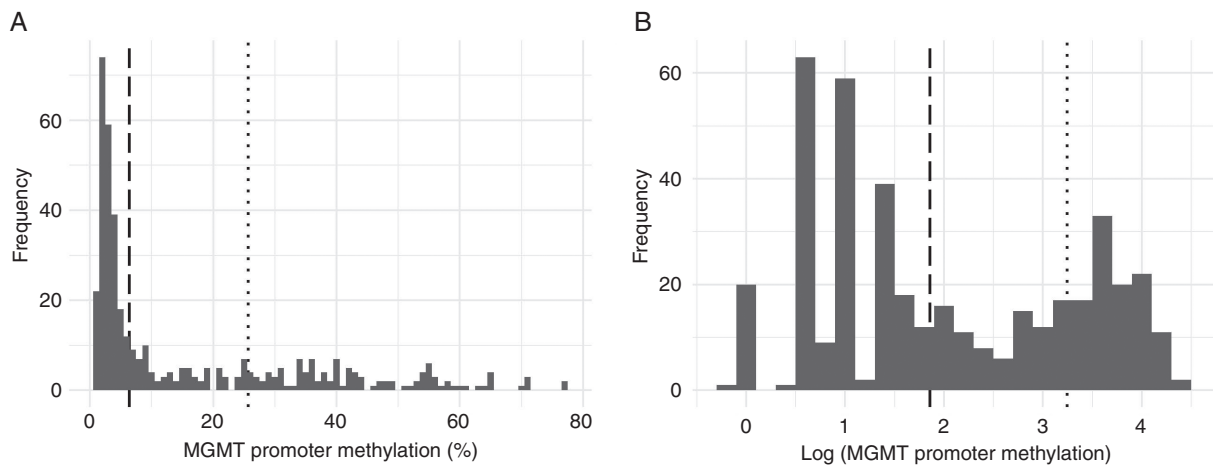 A
Frequency
60
40
20
0
0 20 40 60 80
MGMT promoter methylation (%)
B
Frequency
60
40
20
0
0 1 2 3 4
Log (MGMT promoter methylation)